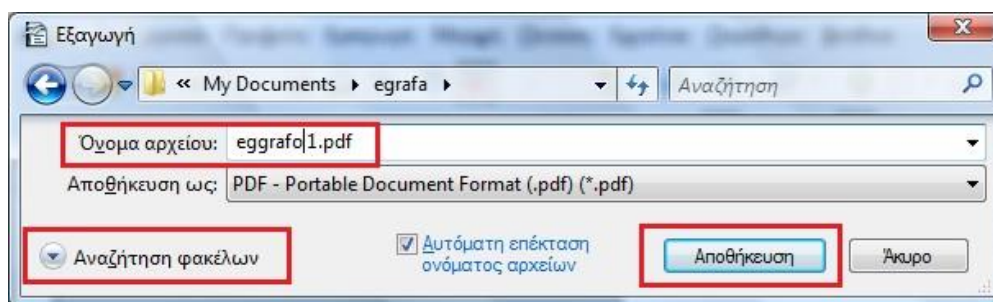 Εξαγωγή
« My Documents egrafa
Αναζήτηση
Όνομα αρχείου: eggrafo1.pdf
Αποθήκευση ως: PDF - Portable Document Format (.pdf) (*.pdf)
Αναζήτηση φακέλων
Αυτόματη επέκταση
ονόματος αρχείων
Αποθήκευση
Άκυρο